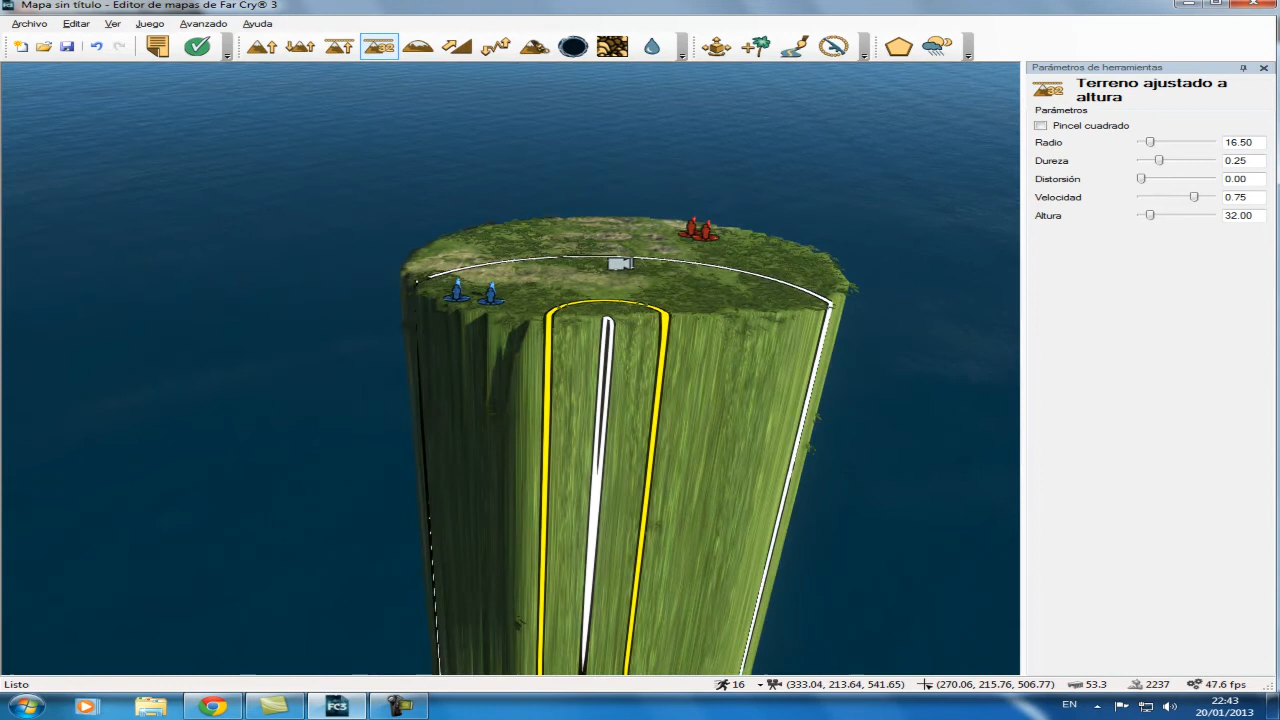 Mapa sin título - Editor de mapas de Far Cry® 3
Archivo Editar Ver Juego Avanzado Ayuda
32
Parámetros de herramientas
32 Terreno ajustado a altura
Parámetros
Pincel cuadrado
Radio 16.50
Dureza 0.25
Distorsión 0.00
Velocidad 0.75
Altura 32.00
Listo 16 (333.04, 213.64, 541.65) (270.06, 215.76, 506.77) 53.3 2237 47.6 fps
FC3 EN 22:43
20/01/2013